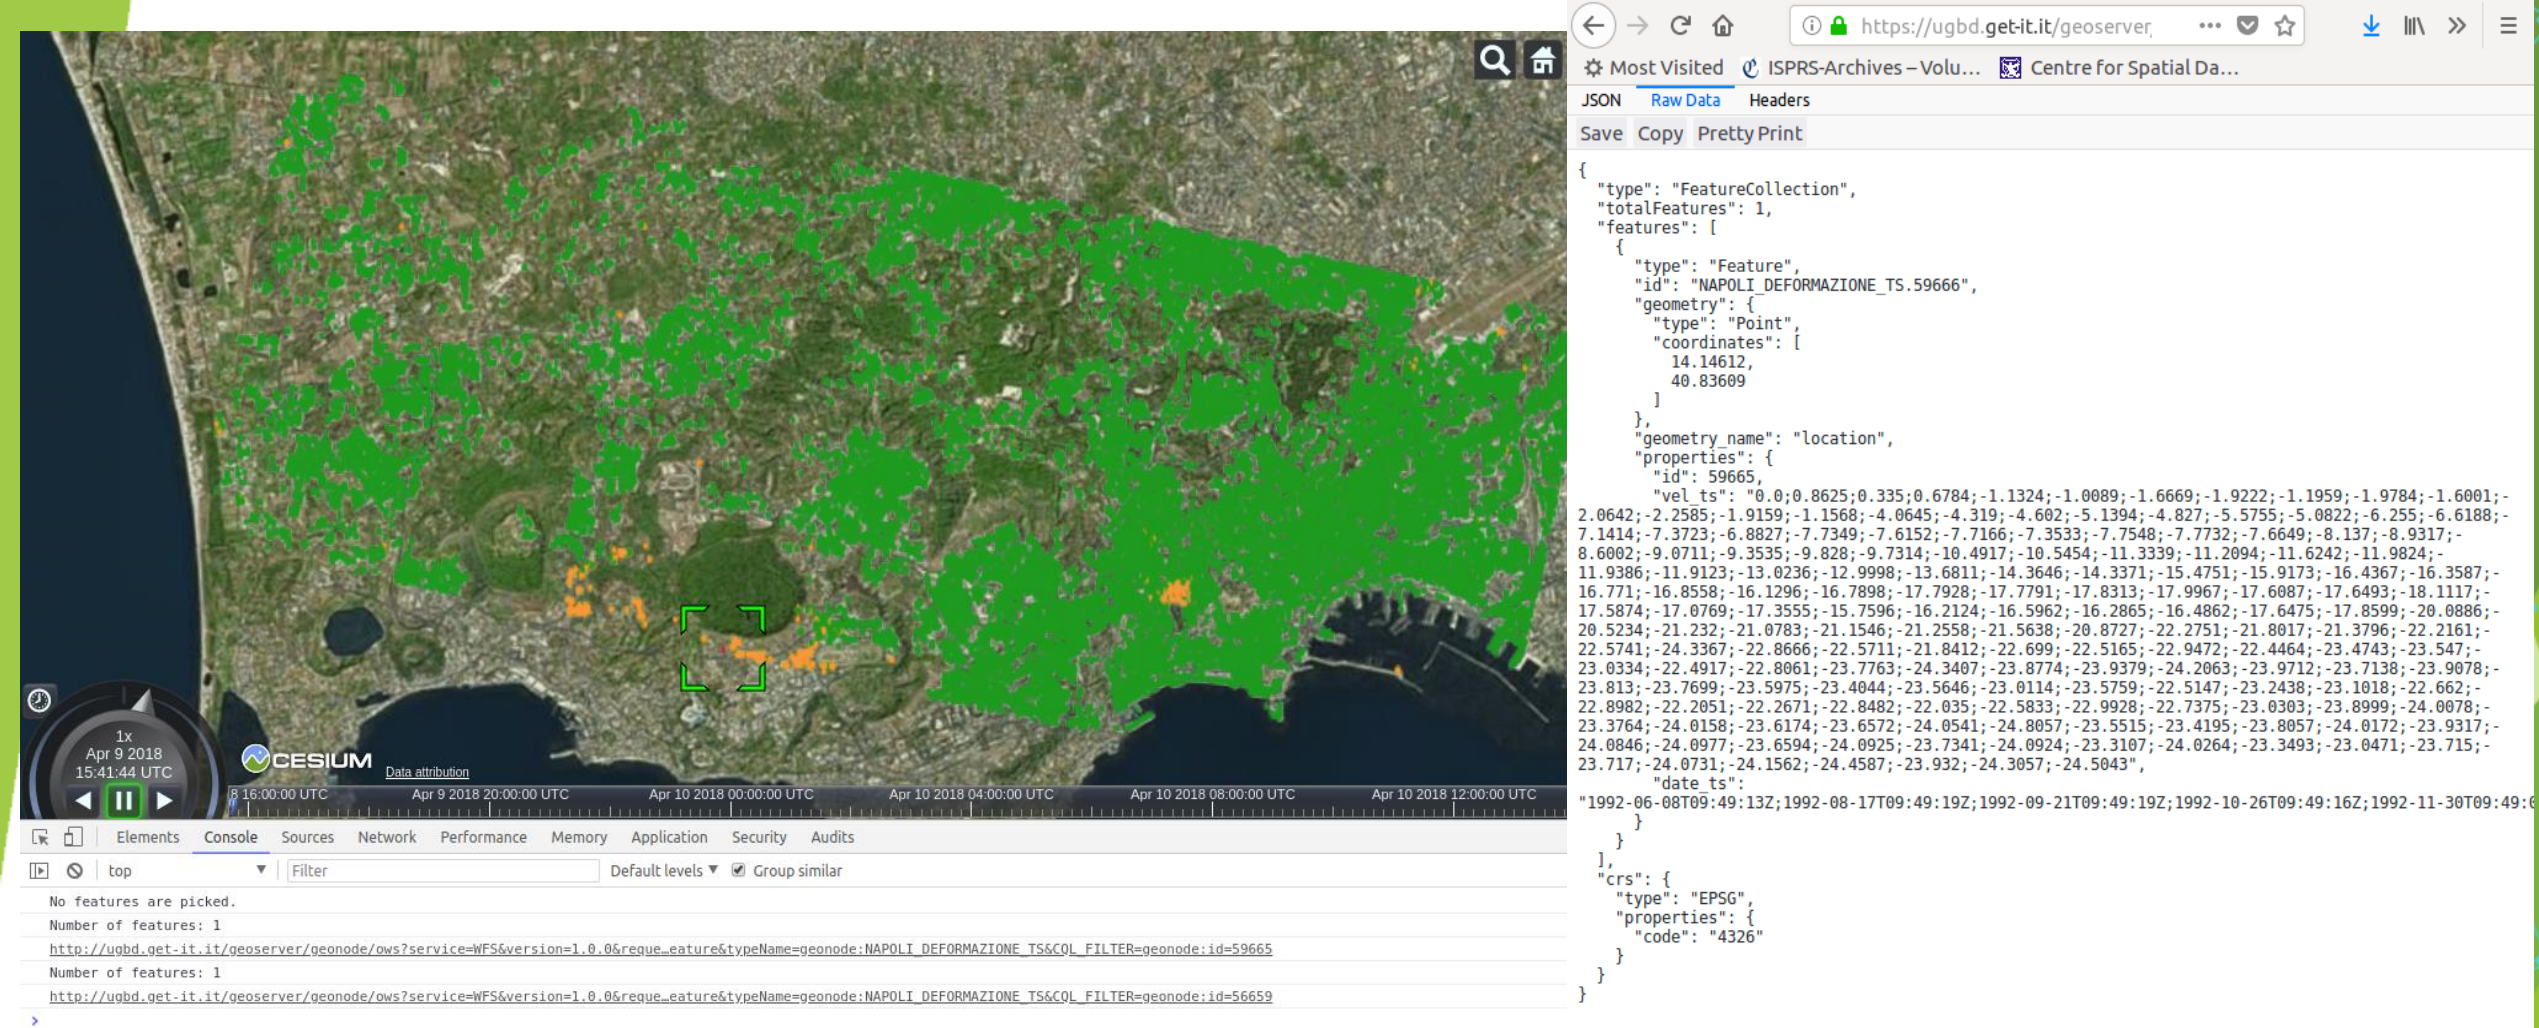 1x
Apr 9 2018
15:41:44 UTC
CESIUM
Data attribution
8 16:00:00 UTC
Apr 9 2018 20:00:00 UTC
Apr 10 2018 00:00:00 UTC
Apr 10 2018 04:00:00 UTC
Apr 10 2018 08:00:00 UTC
Apr 10 2018 12:00:00 UTC
Elements Console Sources Network Performance Memory Application Security Audits
top Filter Default levels Group similar
No features are picked.
Number of features: 1
http://ugbd.get-it.it/geoserver/geonode/ows?service=WFS&version=1.0.0&reque…eature&typeName=geonode:NAPOLI_DEFORMAZIONE_TS&CQL_FILTER=geonode:id=59665
Number of features: 1
http://ugbd.get-it.it/geoserver/geonode/ows?service=WFS&version=1.0.0&reque…eature&typeName=geonode:NAPOLI_DEFORMAZIONE_TS&CQL_FILTER=geonode:id=56659
>
https://ugbd.get-it.it/geoserver
Most Visited ISPRS-Archives – Volu… Centre for Spatial Da…
JSON Raw Data Headers
Save Copy Pretty Print
{
"type": "FeatureCollection",
"totalFeatures": 1,
"features": [
{
"type": "Feature",
"id": "NAPOLI_DEFORMAZIONE_TS.59666",
"geometry": {
"type": "Point",
"coordinates": [
14.14612,
40.83609
]
},
"geometry_name": "location",
"properties": {
"id": 59665,
"vel_ts": "0.0;0.8625;0.335;0.6784;-1.1324;-1.0089;-1.6669;-1.9222;-1.1959;-1.9784;-1.6001;-
2.0642;-2.2585;-1.9159;-1.1568;-4.0645;-4.319;-4.602;-5.1394;-4.827;-5.5755;-5.0822;-6.255;-6.6188;-
7.1414;-7.3723;-6.8827;-7.7349;-7.6152;-7.7166;-7.3533;-7.7548;-7.7732;-7.6649;-8.137;-8.9317;-
8.6002;-9.0711;-9.3535;-9.828;-9.7314;-10.4917;-10.5454;-11.3339;-11.2094;-11.6242;-11.9824;-
11.9386;-11.9123;-13.0236;-12.9998;-13.6811;-14.3646;-14.3371;-15.4751;-15.9173;-16.4367;-16.3587;-
16.771;-16.8558;-16.1296;-16.7898;-17.7928;-17.7791;-17.8313;-17.9967;-17.6087;-17.6493;-18.1117;-
17.5874;-17.0769;-17.3555;-15.7596;-16.2124;-16.5962;-16.2865;-16.4862;-17.6475;-17.8599;-20.0886;-
20.5234;-21.232;-21.0783;-21.1546;-21.2558;-21.5638;-20.8727;-22.2751;-21.8017;-21.3796;-22.2161;-
22.5741;-24.3367;-22.8666;-22.5711;-21.8412;-22.699;-22.5165;-22.9472;-22.4464;-23.4743;-23.547;-
23.0334;-22.4917;-22.8061;-23.7763;-24.3407;-23.8774;-23.9379;-24.2063;-23.9712;-23.7138;-23.9078;-
23.813;-23.7699;-23.5975;-23.4044;-23.5646;-23.0114;-23.5759;-22.5147;-23.2438;-23.1018;-22.662;-
22.8982;-22.2051;-22.2671;-22.8482;-22.035;-22.5833;-22.9928;-22.7375;-23.0303;-23.8999;-24.0078;-
23.3764;-24.0158;-23.6174;-23.6572;-24.0541;-24.8057;-23.5515;-23.4195;-23.8057;-24.0172;-23.9317;-
24.0846;-24.0977;-23.6594;-24.0925;-23.7341;-24.0924;-23.3107;-24.0264;-23.3493;-23.0471;-23.715;-
23.717;-24.0731;-24.1562;-24.4587;-23.932;-24.3057;-24.5043",
"date_ts":
"1992-06-08T09:49:13Z;1992-08-17T09:49:19Z;1992-09-21T09:49:19Z;1992-10-26T09:49:16Z;1992-11-30T09:49:0
}
}
],
"crs": {
"type": "EPSG",
"properties": {
"code": "4326"
}
}
}